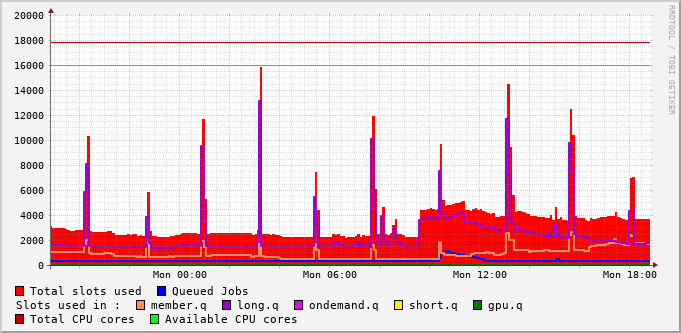 20000
18000
16000
14000
12000
10000
8000
6000
4000
2000
0
Mon 00:00 Mon 06:00 Mon 12:00 Mon 18:00
RRDTOOL / TOBI OETIKER
Total slots used Queued Jobs
Slots used in : member.q long.q ondemand.q short.q gpu.q
Total CPU cores Available CPU cores